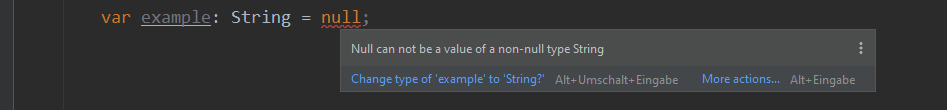 var example: String = null;
Null can not be a value of a non-null type String
Change type of 'example' to 'String?' Alt+Umschalt+Eingabe More actions... Alt+Eingabe